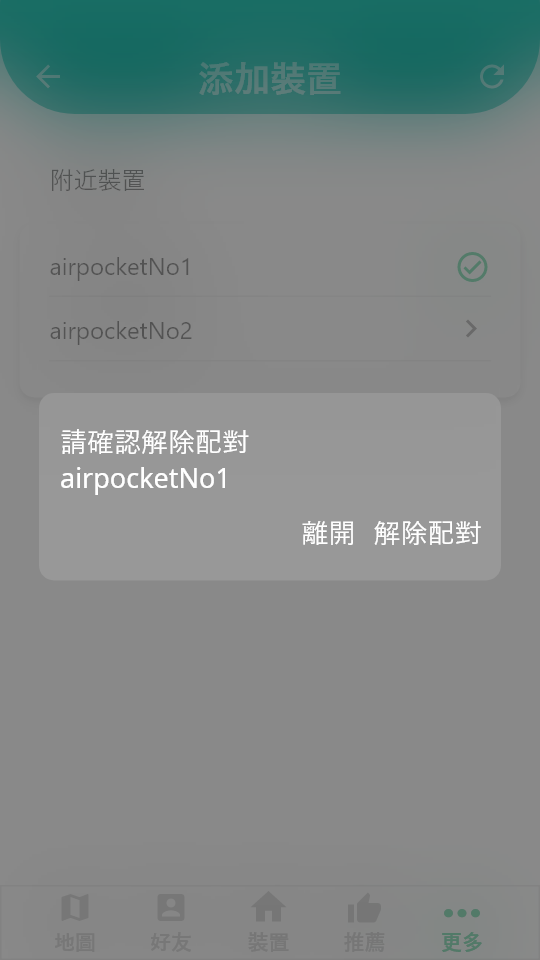 添加裝置
附近裝置
airpocketNo1
airpocketNo2
請確認解除配對
airpocketNo1
離開 解除配對
地圖 好友 裝置 推薦 更多